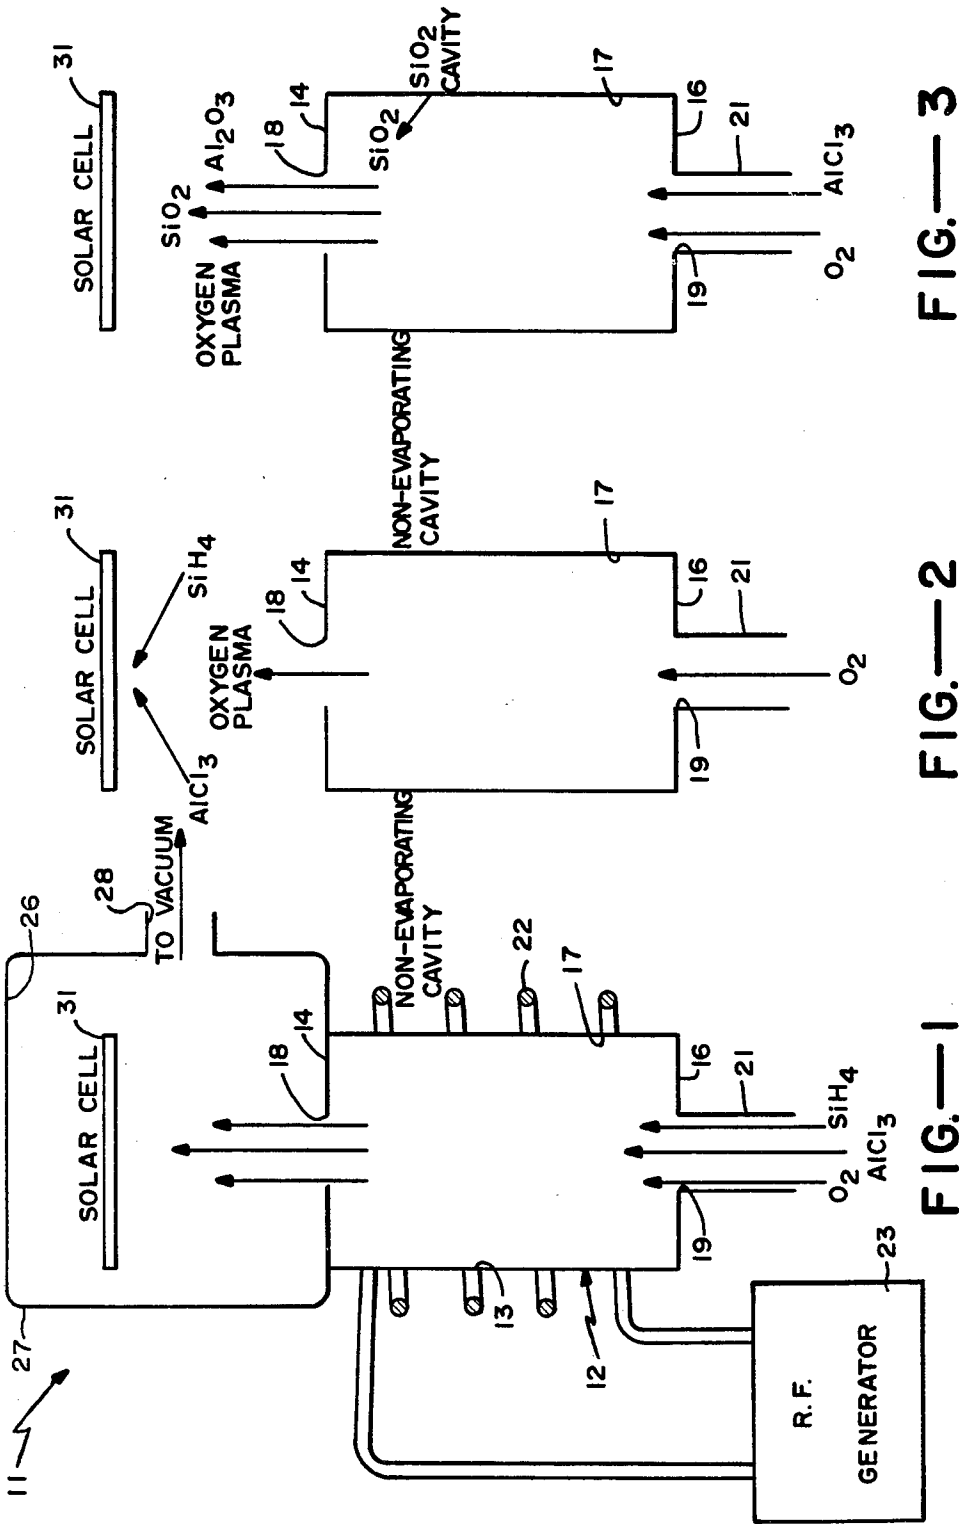 11
27
26
SOLAR CELL
31
28
TO VACUUM
18
14
NON-EVAPORATING
CAVITY
22
17
13
12
16
19
21
O2
AlCl3
SiH4
R.F.
GENERATOR
23
FIG.—1
SOLAR CELL
31
AlCl3
SiH4
OXYGEN
PLASMA
18
14
NON-EVAPORATING
CAVITY
17
16
19
21
O2
FIG.—2
SOLAR CELL
31
OXYGEN
PLASMA
SiO2
Al2O3
18
14
SiO2
SiO2
CAVITY
17
16
19
21
O2
AlCl3
FIG.—3